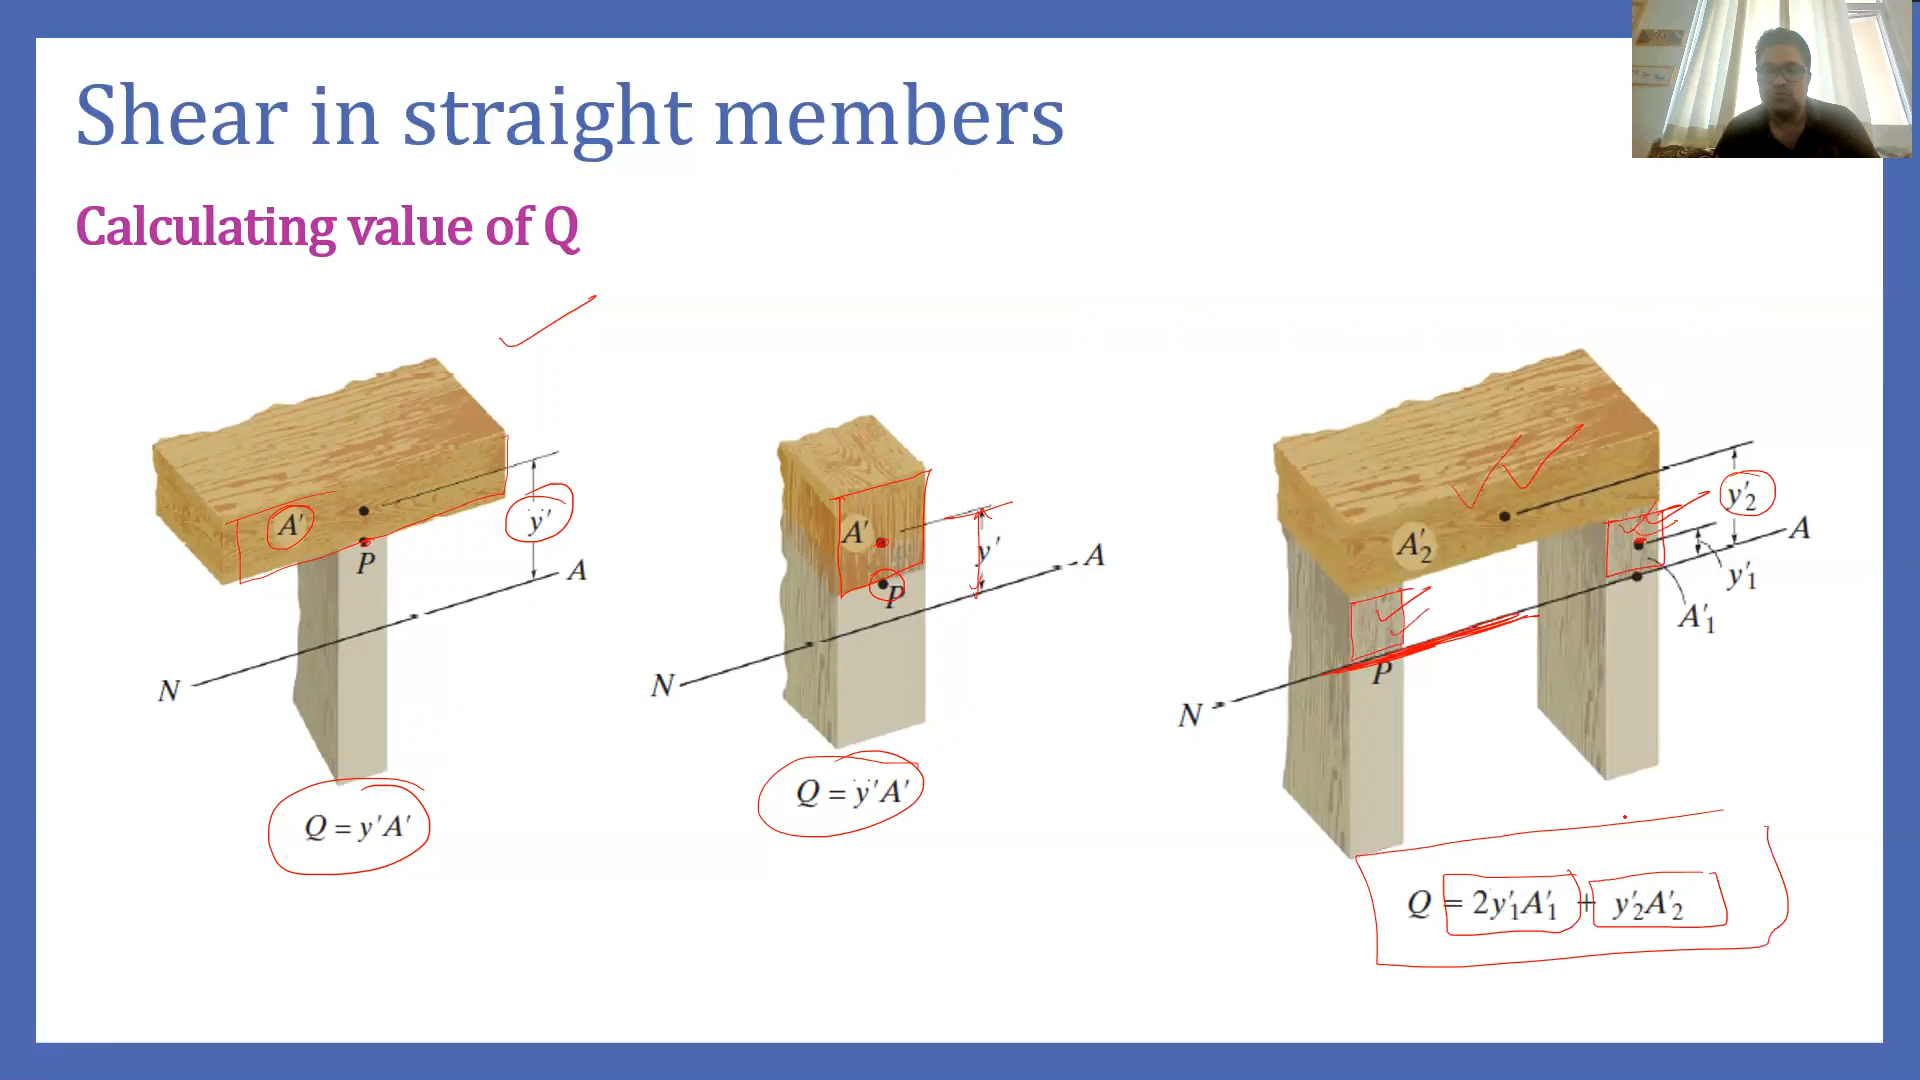 Shear in straight members
Calculating value of Q
A′
P
y′
A
N
Q = y′A′
A′
P
y′
A
N
Q = y′A′
A′₂
y′₂
A
y′₁
A′₁
P
N
Q = 2y′₁A′₁ + y′₂A′₂